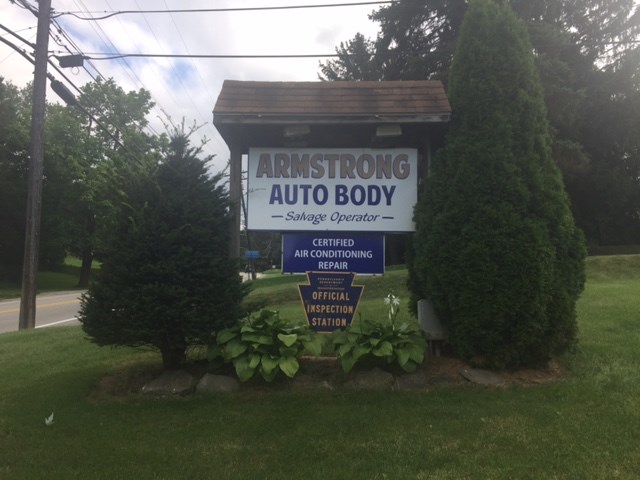 ARMSTRONG
AUTO BODY
— Salvage Operator —
CERTIFIED
AIR CONDITIONING
REPAIR
OFFICIAL
INSPECTION
STATION